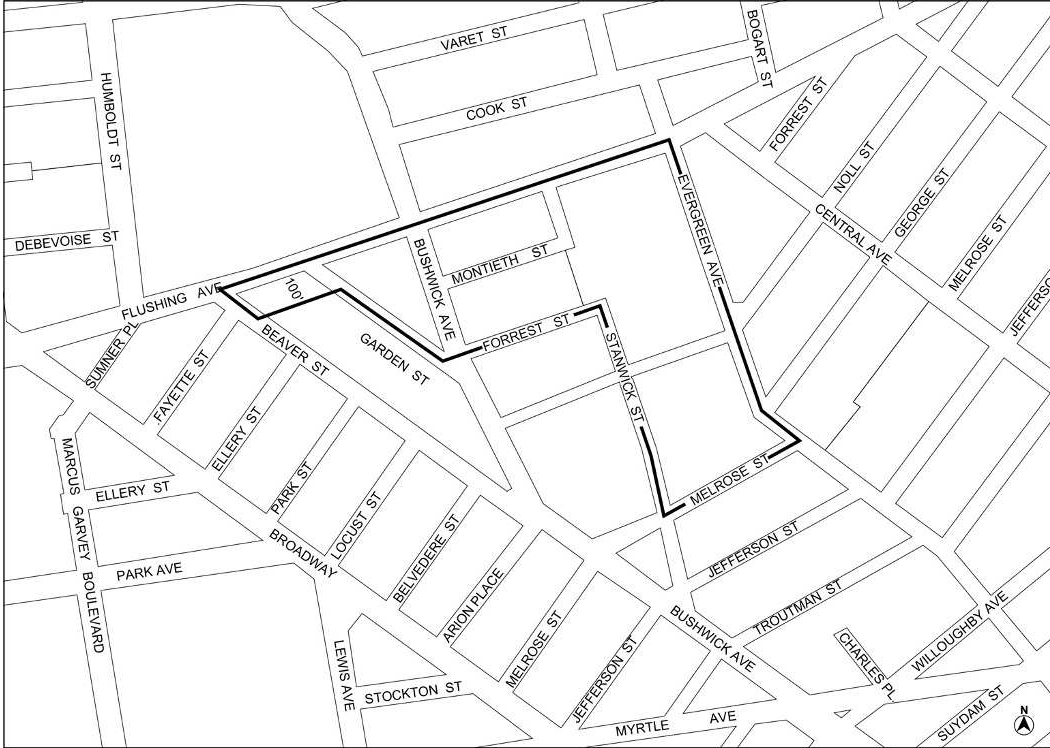 VARET ST
BOGART ST
HUMBOLDT ST
COOK ST
FORREST ST
NOLL ST
GEORGE ST
EVERGREEN AVE
CENTRAL AVE
MELROSE ST
DEBEVOISE ST
BUSHWICK AVE
MONTIETH ST
JEFFERSO
100'
FLUSHING AVE
SUMNER PL
FAYETTE ST
BEAVER ST
GARDEN ST
FORREST ST
STANWICK ST
ELLERY ST
MARCUS GARVEY BOULEVARD
ELLERY ST
PARK ST
LOCUST ST
MELROSE ST
BROADWAY
BELVEDERE ST
JEFFERSON ST
PARK AVE
ARION PLACE
TROUTMAN ST
BUSHWICK AVE
WILLOUGHBY AVE
LEWIS AVE
MELROSE ST
JEFFERSON ST
CHARLES PL
STOCKTON ST
SUYDAM ST
MYRTLE AVE
N